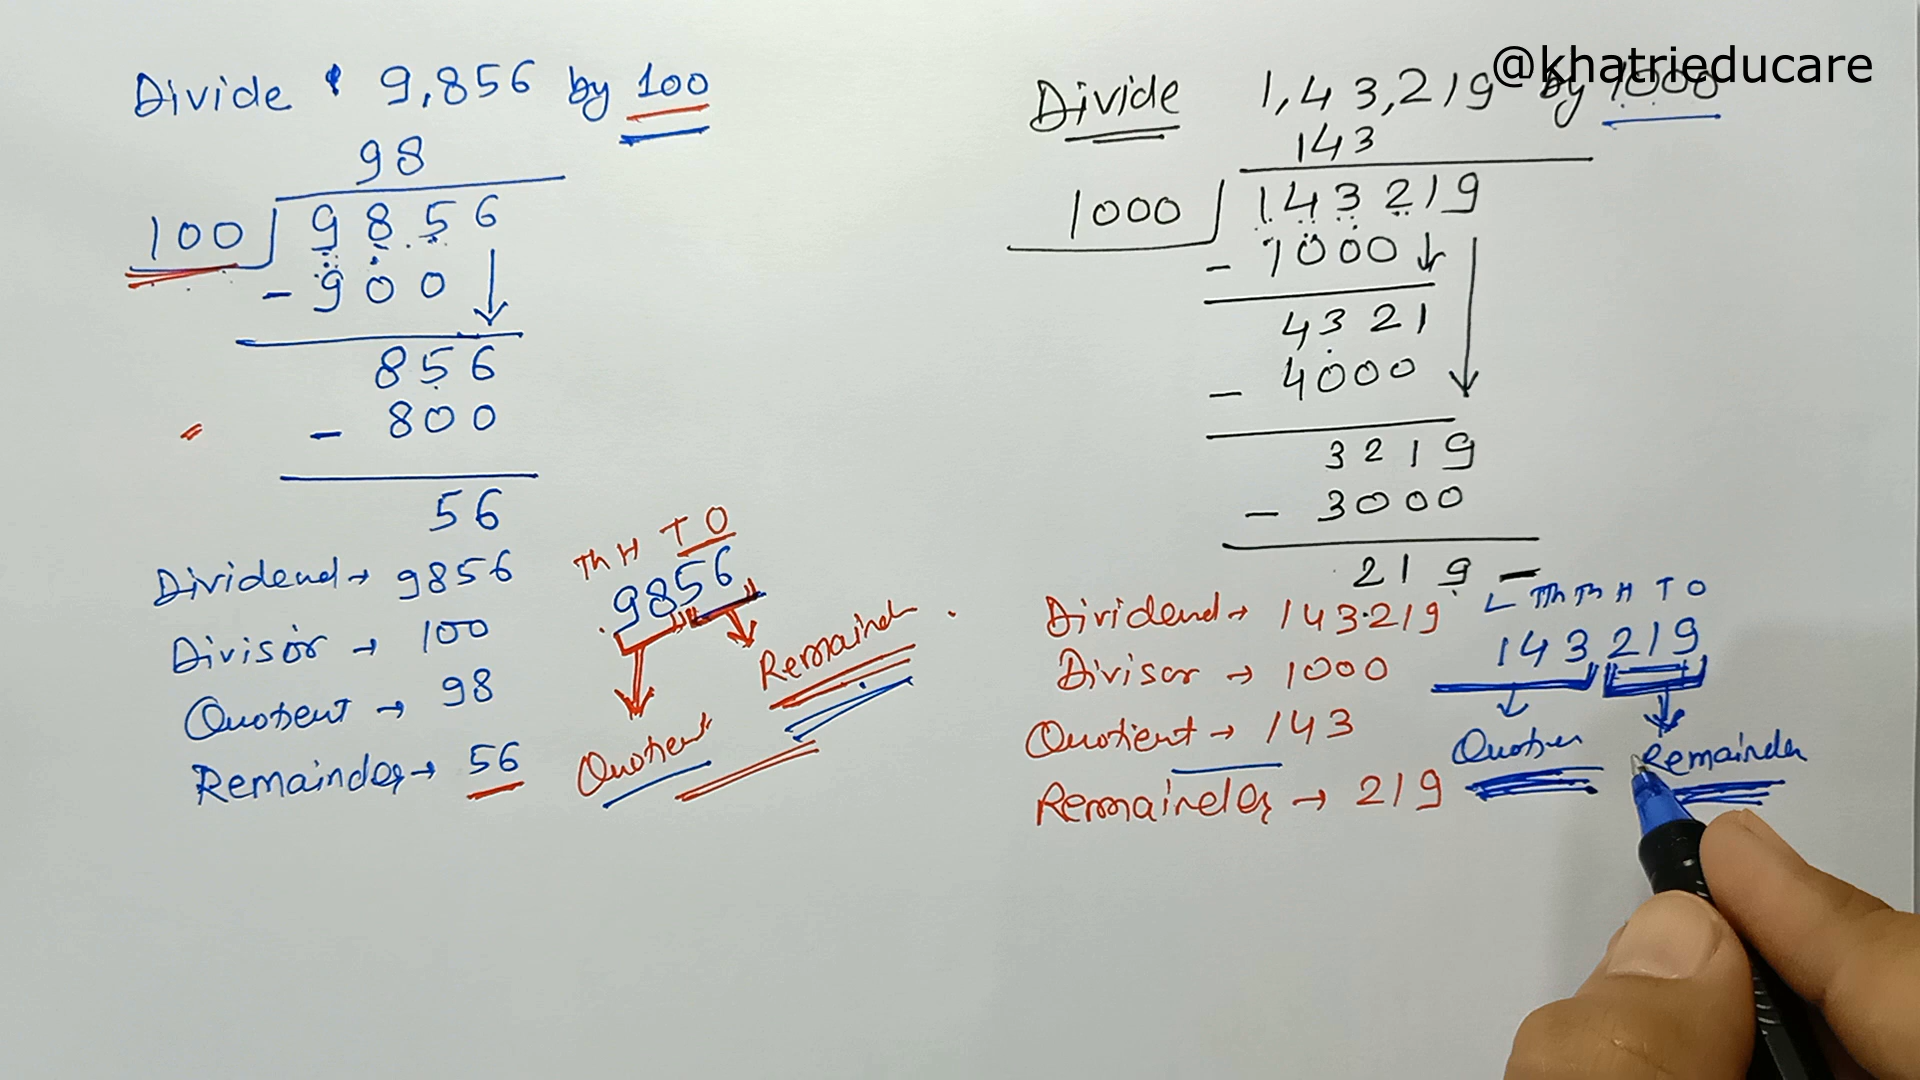 @khatrieducare
Divide 9,856 by 100
98
100 9856
- 900
856
- 800
56
Dividend → 9856
Divisor → 100
Quotient → 98
Remainder → 56
Th H T O
9856
Quotient
Remainder
Divide 1,43,219 by 1000
143
1000 143219
- 1000
4321
- 4000
3219
- 3000
219
Dividend → 143219
Divisor → 1000
Quotient → 143
Remainder → 219
L TTh Th H T O
143219
Quotien
Remainder